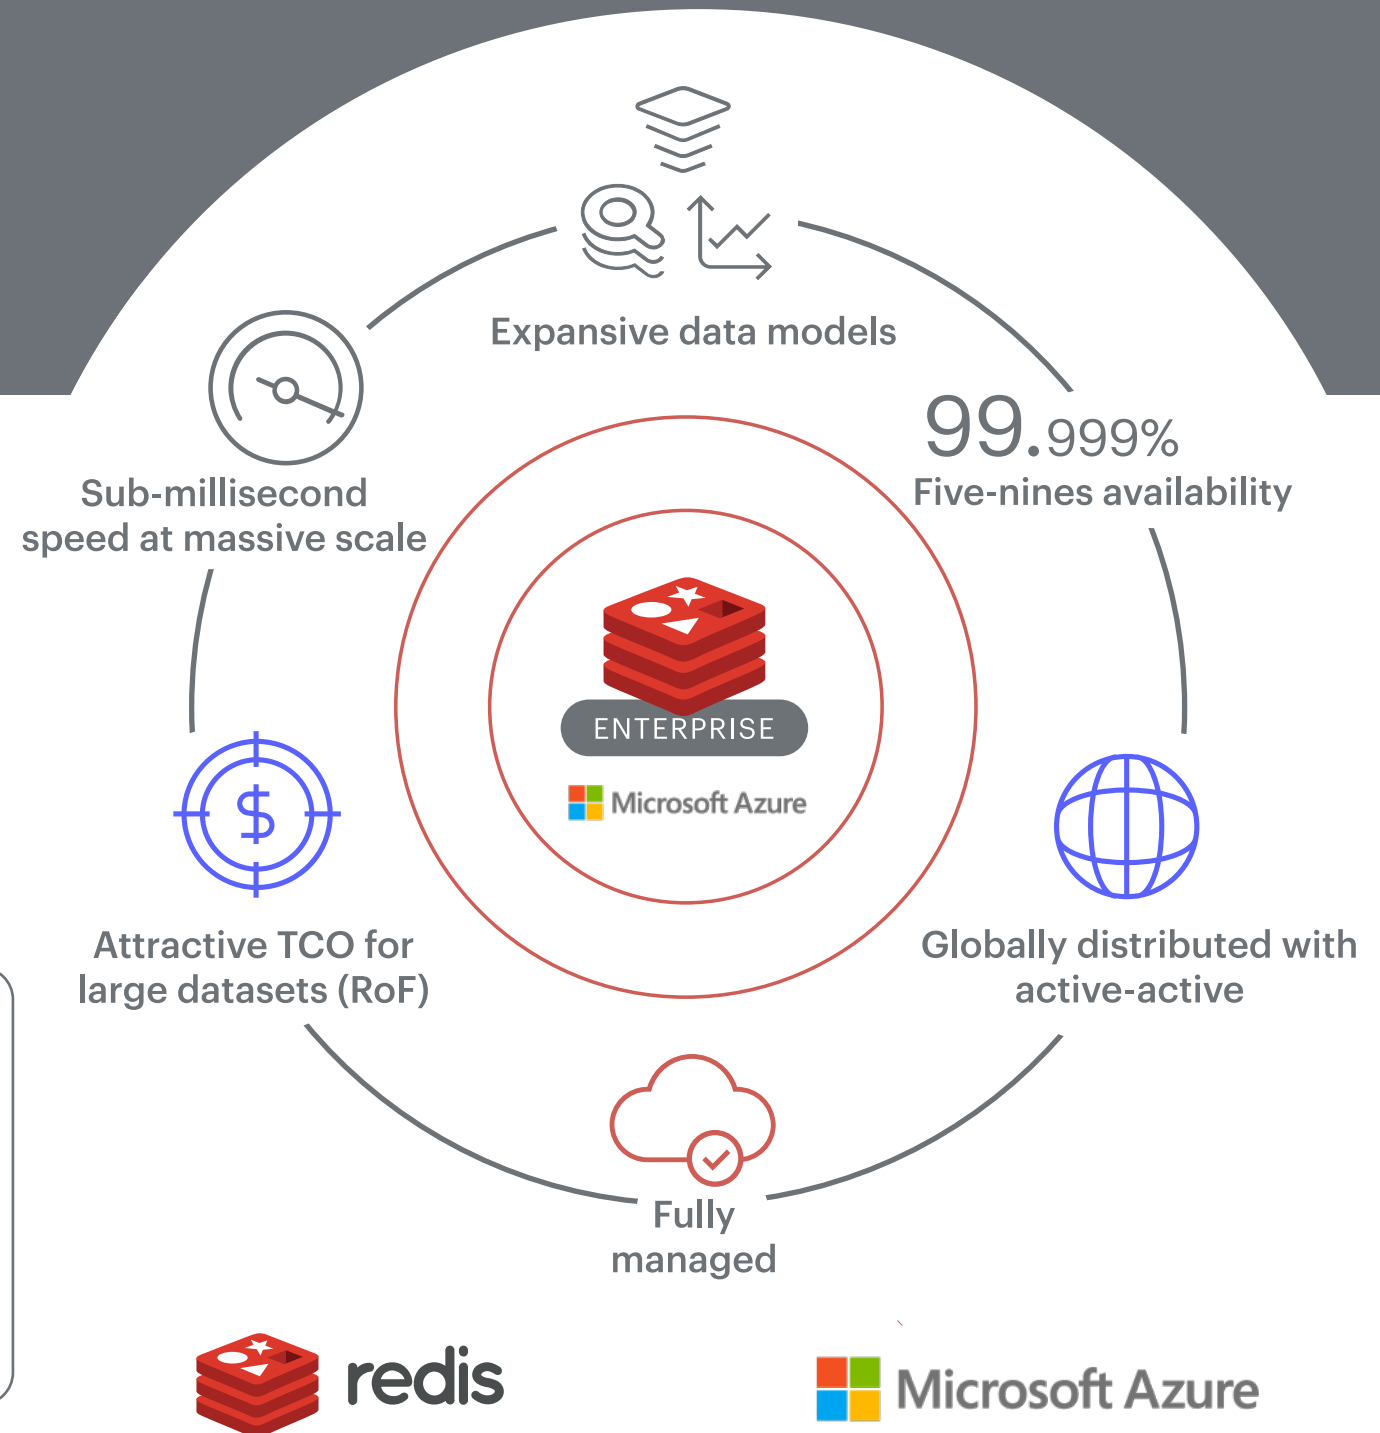 Expansive data models
99.999%
Five-nines availability
Sub-millisecond
speed at massive scale
ENTERPRISE
Microsoft Azure
Attractive TCO for
large datasets (RoF)
Globally distributed with
active-active
Fully
managed
redis
Microsoft Azure